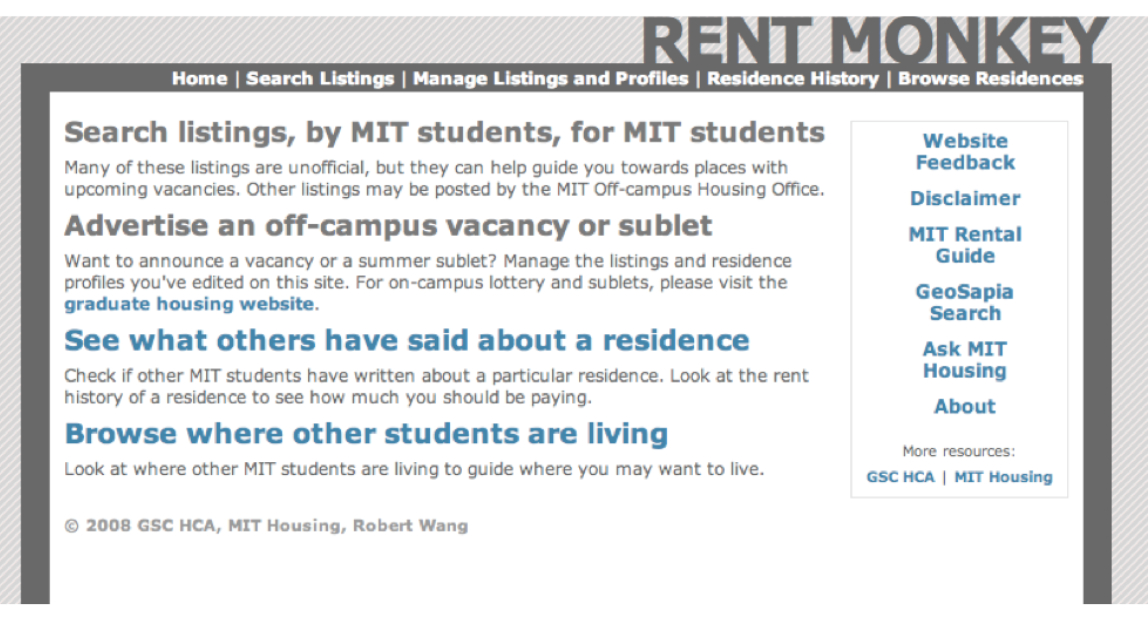 RENT MONKEY
Home | Search Listings | Manage Listings and Profiles | Residence History | Browse Residences
Search listings, by MIT students, for MIT students
Many of these listings are unofficial, but they can help guide you towards places with
upcoming vacancies. Other listings may be posted by the MIT Off-campus Housing Office.
Advertise an off-campus vacancy or sublet
Want to announce a vacancy or a summer sublet? Manage the listings and residence
profiles you've edited on this site. For on-campus lottery and sublets, please visit the
graduate housing website.
See what others have said about a residence
Check if other MIT students have written about a particular residence. Look at the rent
history of a residence to see how much you should be paying.
Browse where other students are living
Look at where other MIT students are living to guide where you may want to live.
© 2008 GSC HCA, MIT Housing, Robert Wang
Website
Feedback
Disclaimer
MIT Rental
Guide
GeoSapia
Search
Ask MIT
Housing
About
More resources:
GSC HCA | MIT Housing